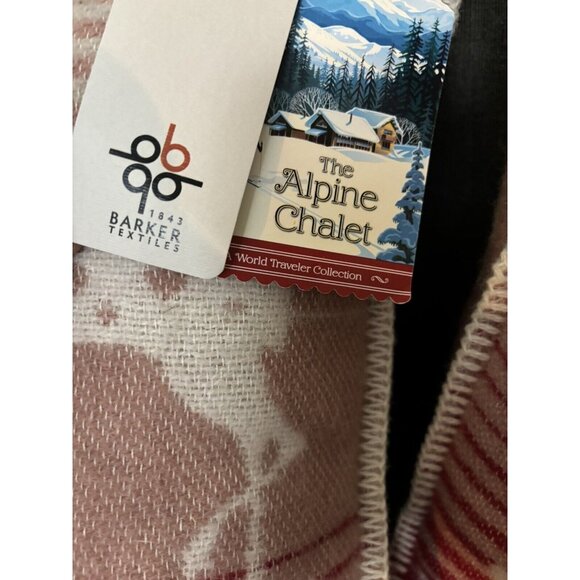 1843
BARKER
TEXTILES
The
Alpine
Chalet
A World Traveler Collection